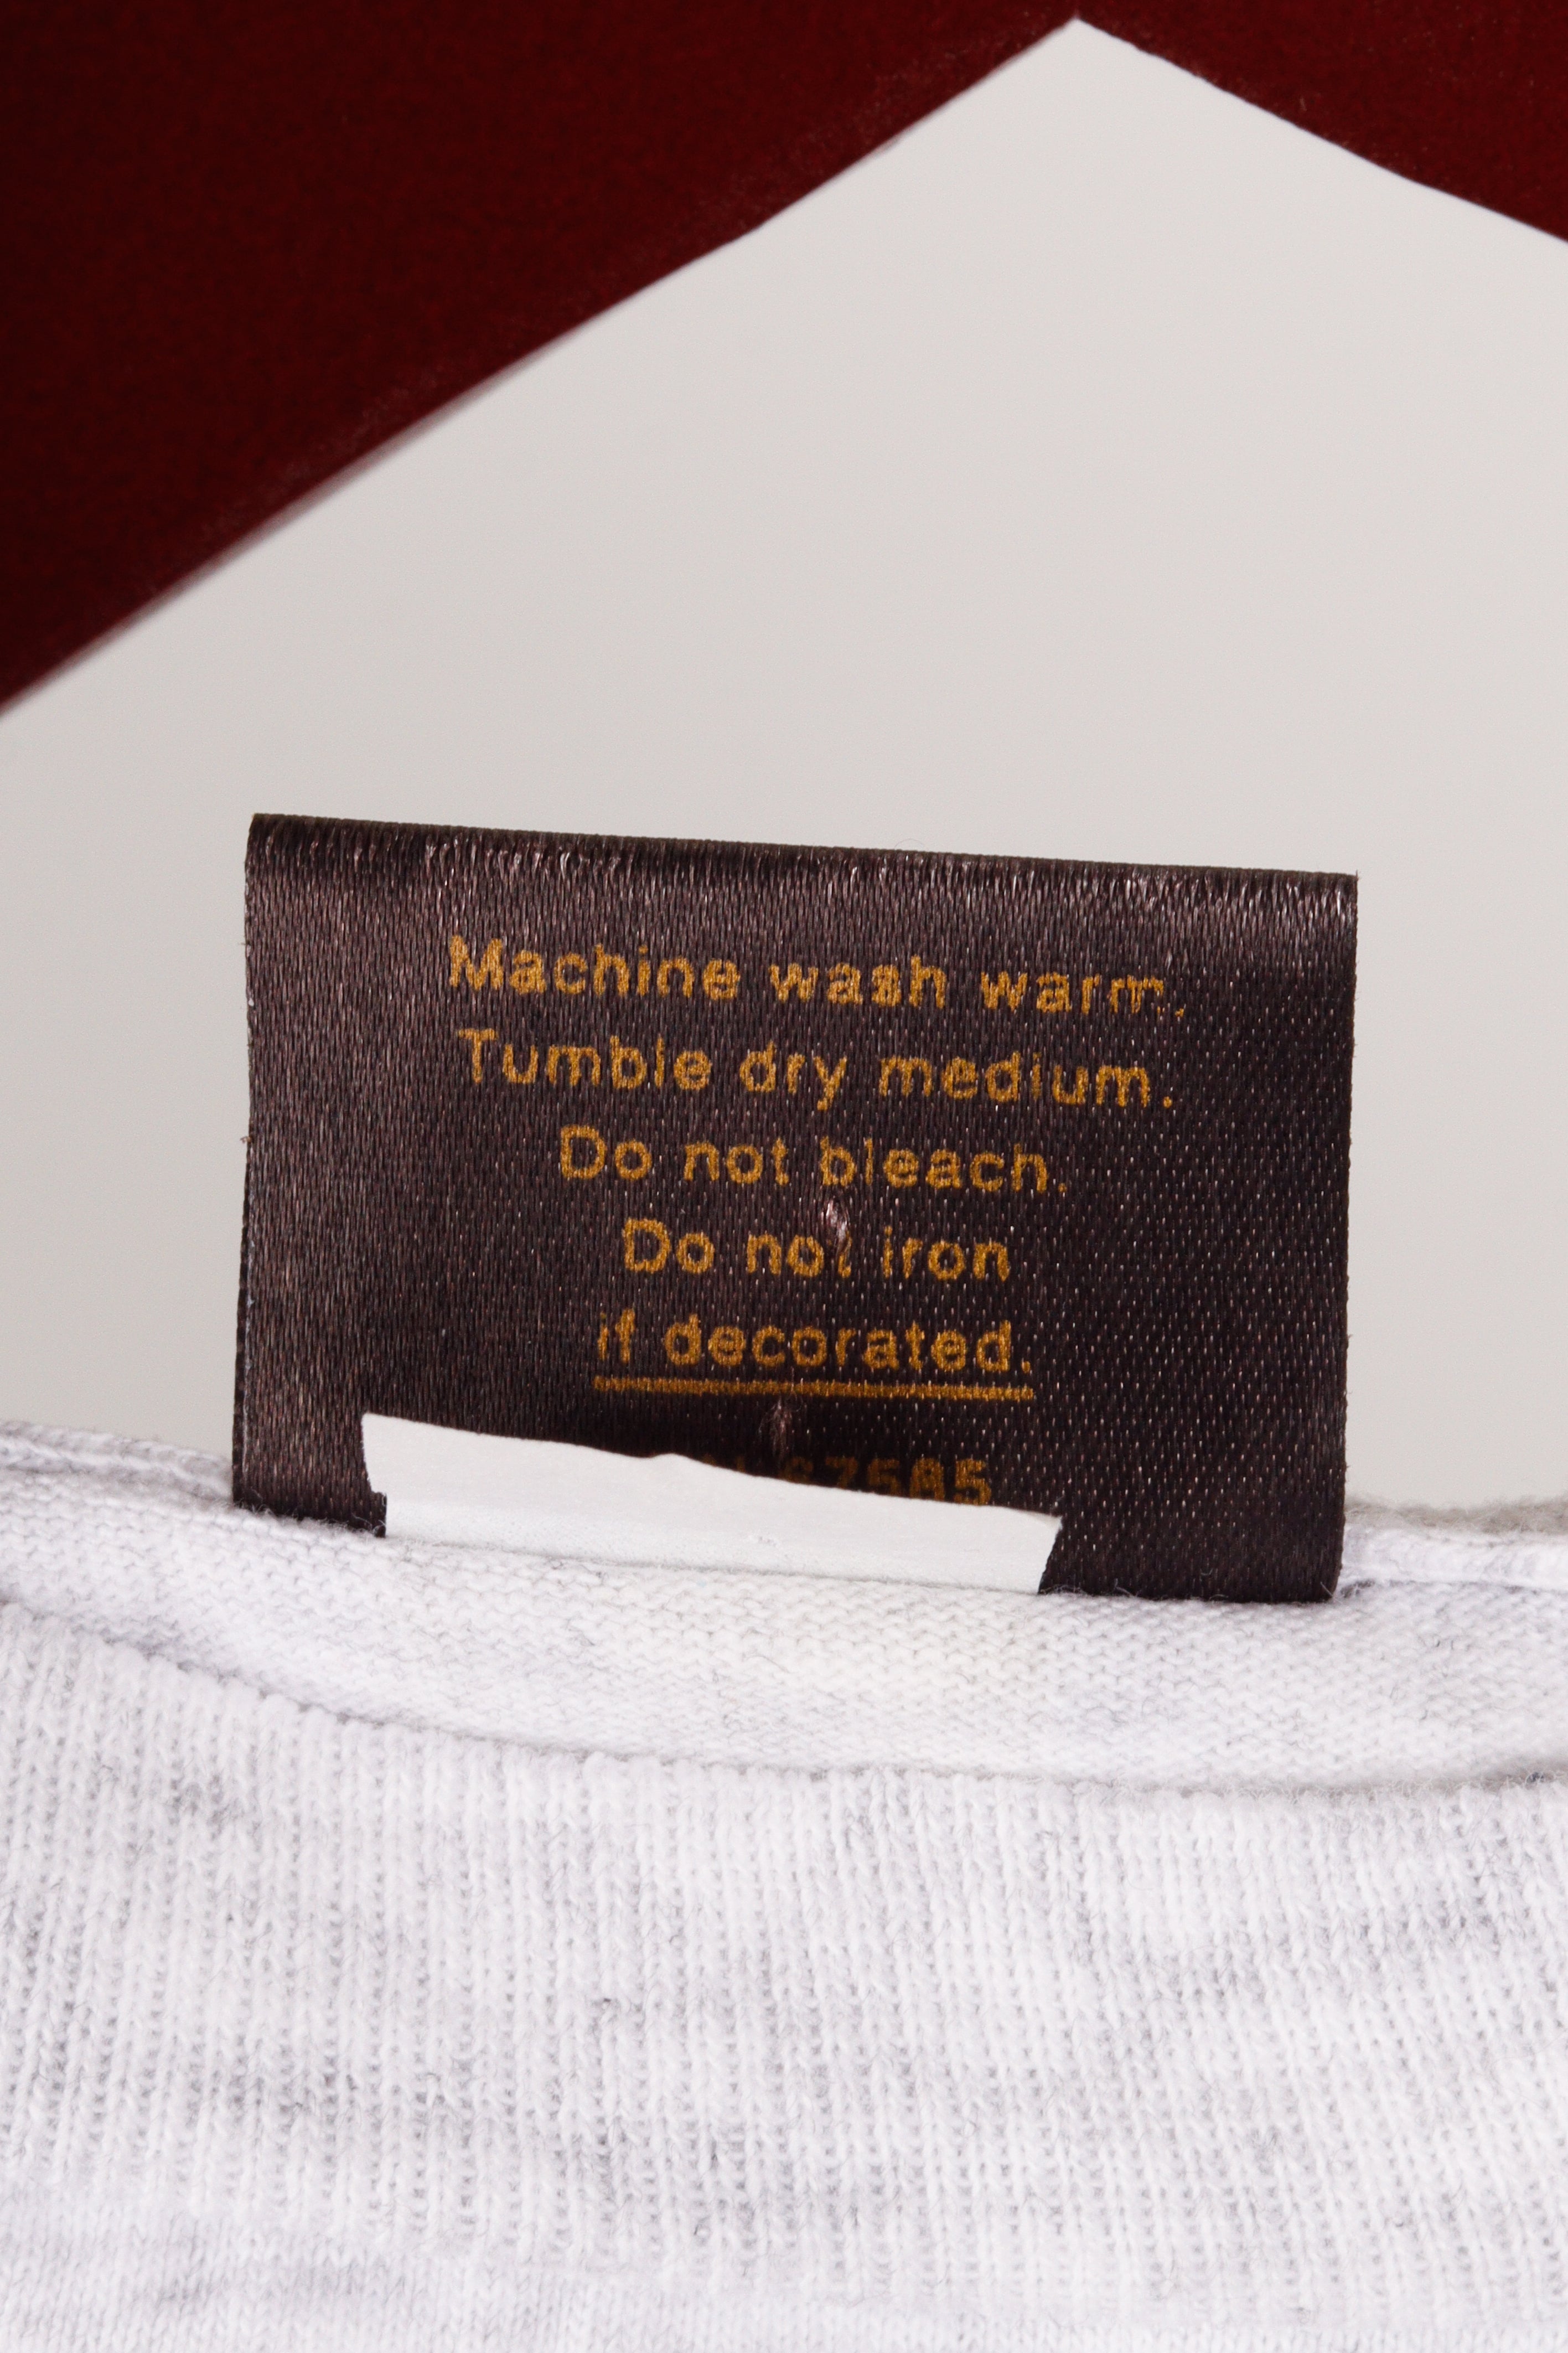 Machine wash warm.
Tumble dry medium.
Do not bleach.
Do not iron
if decorated.